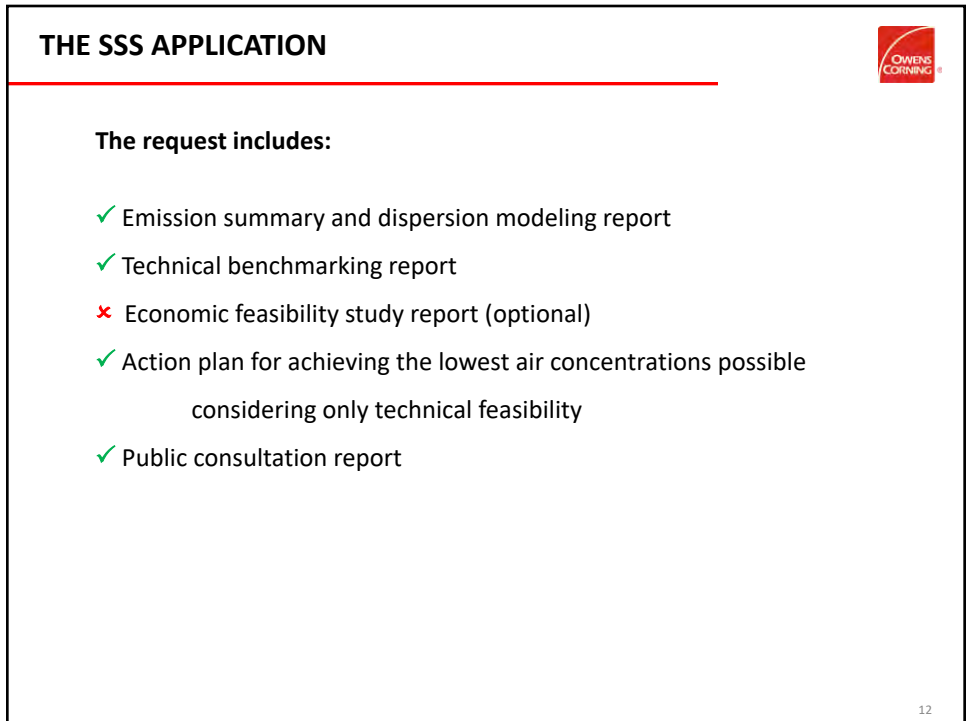 THE SSS APPLICATION
OWENS
CORNING ®
The request includes:
✓ Emission summary and dispersion modeling report
✓ Technical benchmarking report
× Economic feasibility study report (optional)
✓ Action plan for achieving the lowest air concentrations possible
considering only technical feasibility
✓ Public consultation report
12